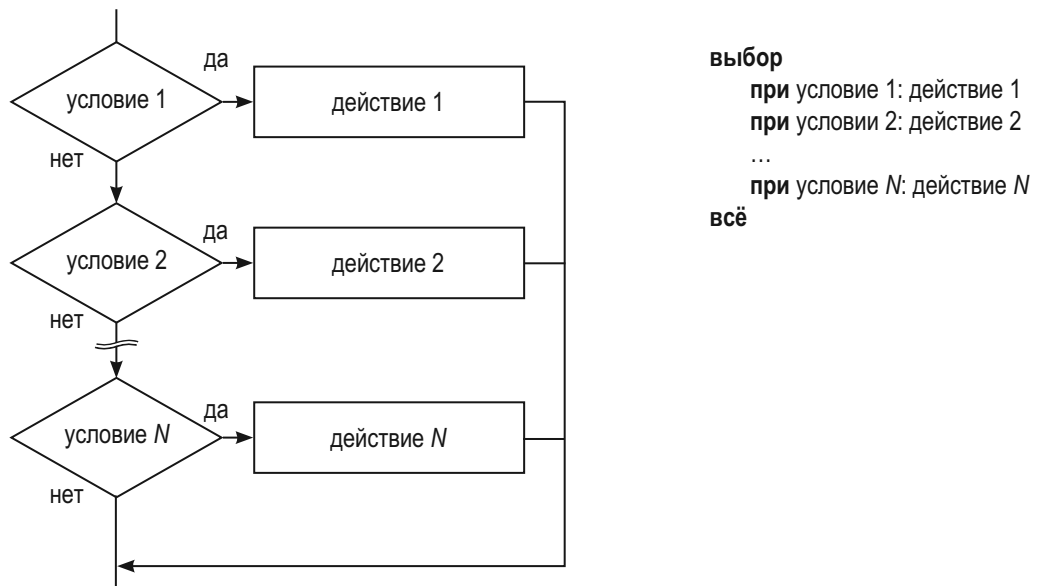 да
условие 1
действие 1
нет
да
условие 2
действие 2
нет
да
условие N
действие N
нет
выбор
при условие 1: действие 1
при условии 2: действие 2
…
при условие N: действие N
всё